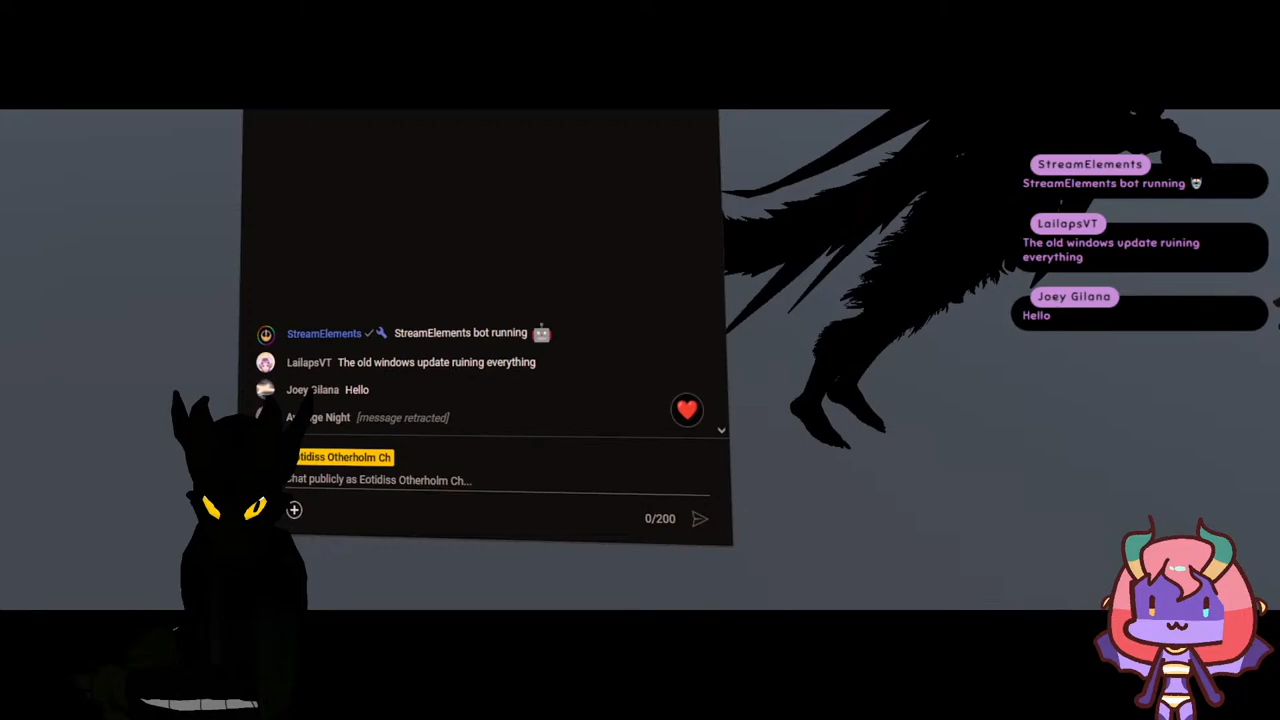 StreamElements StreamElements bot running
LailapsVT The old windows update ruining everything
Joey Gilana Hello
Night [message retracted]
Otherholm Ch
chat publicly as Eotidiss Otherholm Ch...
0/200
StreamElements
StreamElements bot running
LailapsVT
The old windows update ruining
everything
Joey Gilana
Hello